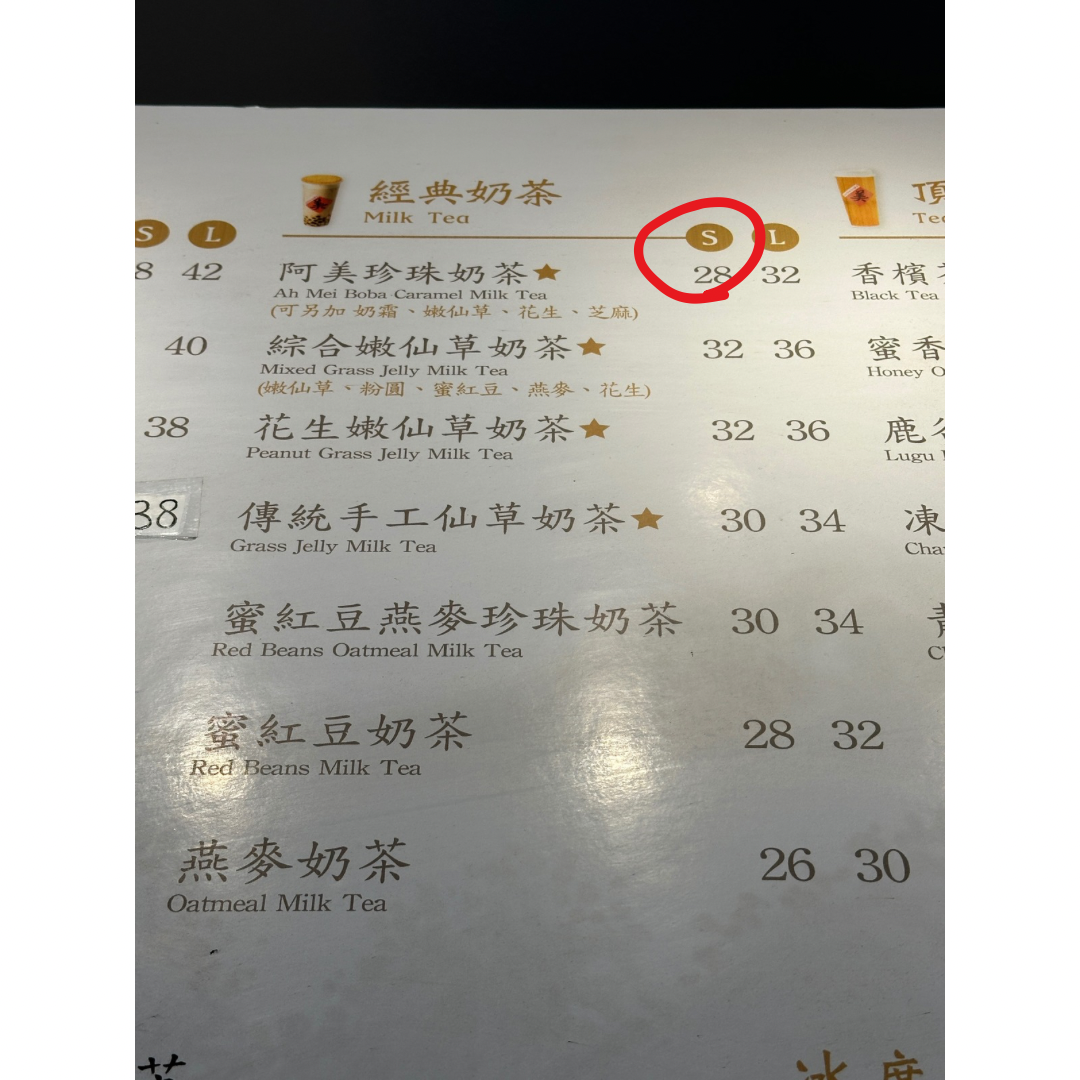 經典奶茶
Milk Tea
S L S L
8 42 阿美珍珠奶茶★ 28 32 香檳
Ah Mei Boba Caramel Milk Tea Black Tea
(可另加 奶霜、嫩仙草、花生、芝麻)
40 綜合嫩仙草奶茶★ 32 36 蜜香
Mixed Grass Jelly Milk Tea Honey O
(嫩仙草、粉圓、蜜紅豆、燕麥、花生)
38 花生嫩仙草奶茶★ 32 36 鹿
Peanut Grass Jelly Milk Tea Lugu
38 傳統手工仙草奶茶★ 30 34 凍
Grass Jelly Milk Tea Cha
蜜紅豆燕麥珍珠奶茶 30 34
Red Beans Oatmeal Milk Tea
蜜紅豆奶茶 28 32
Red Beans Milk Tea
燕麥奶茶 26 30
Oatmeal Milk Tea